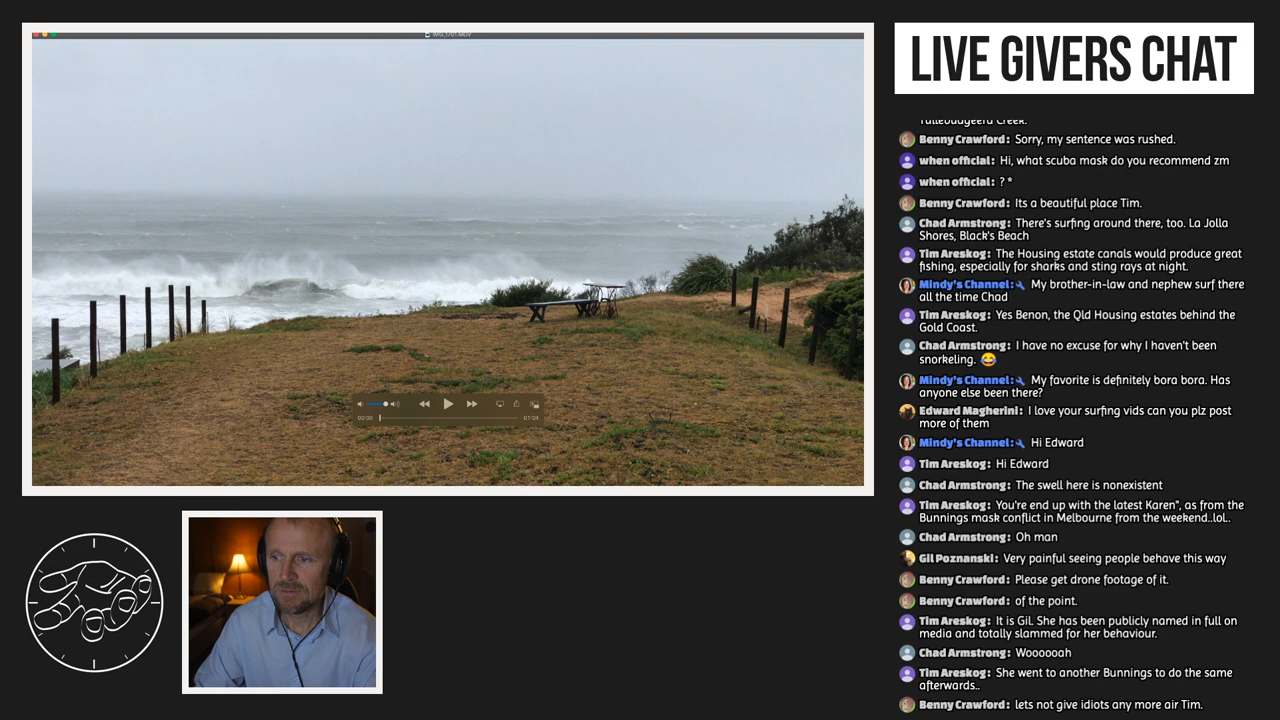 IMG_1701.MOV
00:00
01:04
LIVE GIVERS CHAT
Tulleudgeera Creek.
Benny Crawford: Sorry, my sentence was rushed.
when official: Hi, what scuba mask do you recommend zm
when official: ? *
Benny Crawford: Its a beautiful place Tim.
Chad Armstrong: There's surfing around there, too. La Jolla
Shores, Black's Beach
Tim Areskog: The Housing estate canals would produce great
fishing, especially for sharks and sting rays at night.
Mindy's Channel: My brother-in-law and nephew surf there
all the time Chad
Tim Areskog: Yes Benon, the Qld Housing estates behind the
Gold Coast.
Chad Armstrong: I have no excuse for why I haven't been
snorkeling. 😂
Mindy's Channel: My favorite is definitely bora bora. Has
anyone else been there?
Edward Magherini: I love your surfing vids can you plz post
more of them
Mindy's Channel: Hi Edward
Tim Areskog: Hi Edward
Chad Armstrong: The swell here is nonexistent
Tim Areskog: You're end up with the latest Karen", as from the
Bunnings mask conflict in Melbourne from the weekend..lol..
Chad Armstrong: Oh man
Gil Poznanski: Very painful seeing people behave this way
Benny Crawford: Please get drone footage of it.
Benny Crawford: of the point.
Tim Areskog: It is Gil. She has been publicly named in full on
media and totally slammed for her behaviour.
Chad Armstrong: Woooooah
Tim Areskog: She went to another Bunnings to do the same
afterwards..
Benny Crawford: lets not give idiots any more air Tim.